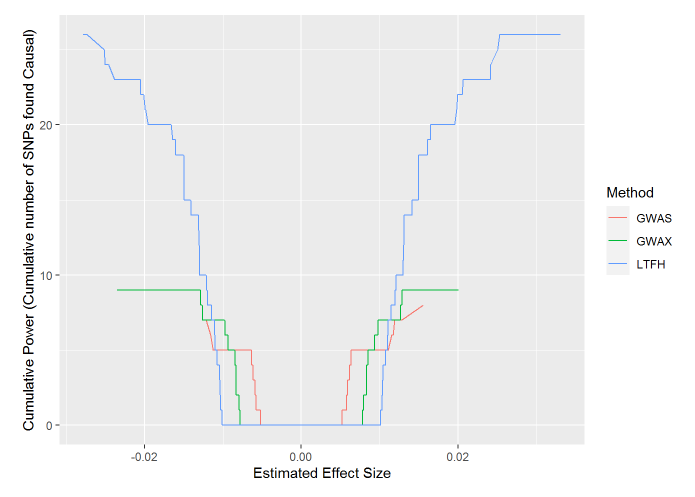 Cumulative Power (Cumulative number of SNPs found Causal)
20
10
0
-0.02
0.00
0.02
Estimated Effect Size
Method
GWAS
GWAX
LTFH